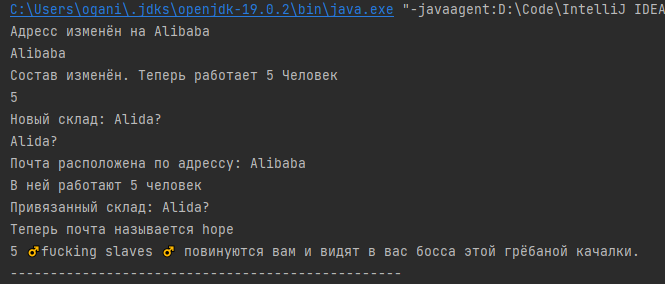 C:\Users\ogani\.jdks\openjdk-19.0.2\bin\java.exe "-javaagent:D:\Code\IntelliJ IDEA
Адресс изменён на Alibaba
Alibaba
Состав изменён. Теперь работает 5 Человек
5
Новый склад: Alida?
Alida?
Почта расположена по адрессу: Alibaba
В ней работают 5 человек
Привязанный склад: Alida?
Теперь почта называется hope
5 ♂fucking slaves ♂ повинуются вам и видят в вас босса этой грёбаной качалки.
-------------------------------------------------